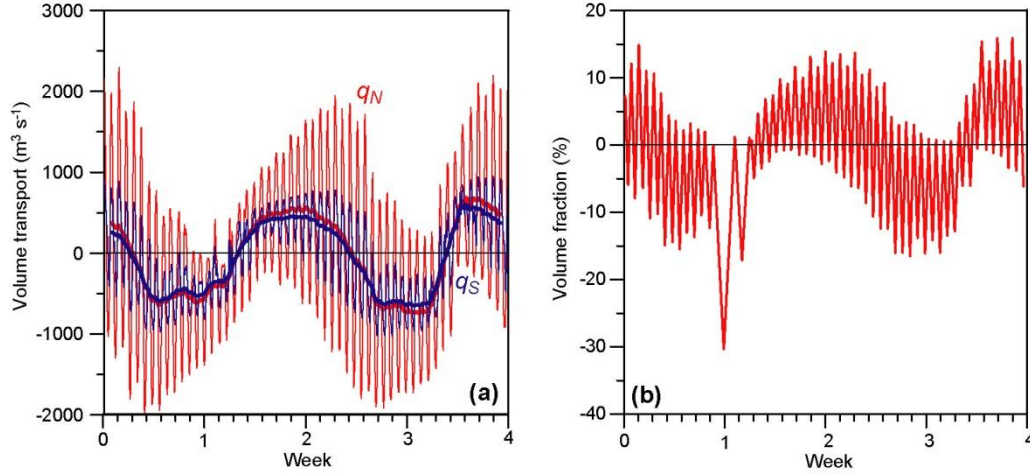 3000
2000
1000
0
-1000
-2000
Volume transport (m³ s⁻¹)
qN
qS
(a)
0 1 2 3 4
Week
20
10
0
-10
-20
-30
-40
Volume fraction (%)
(b)
0 1 2 3 4
Week